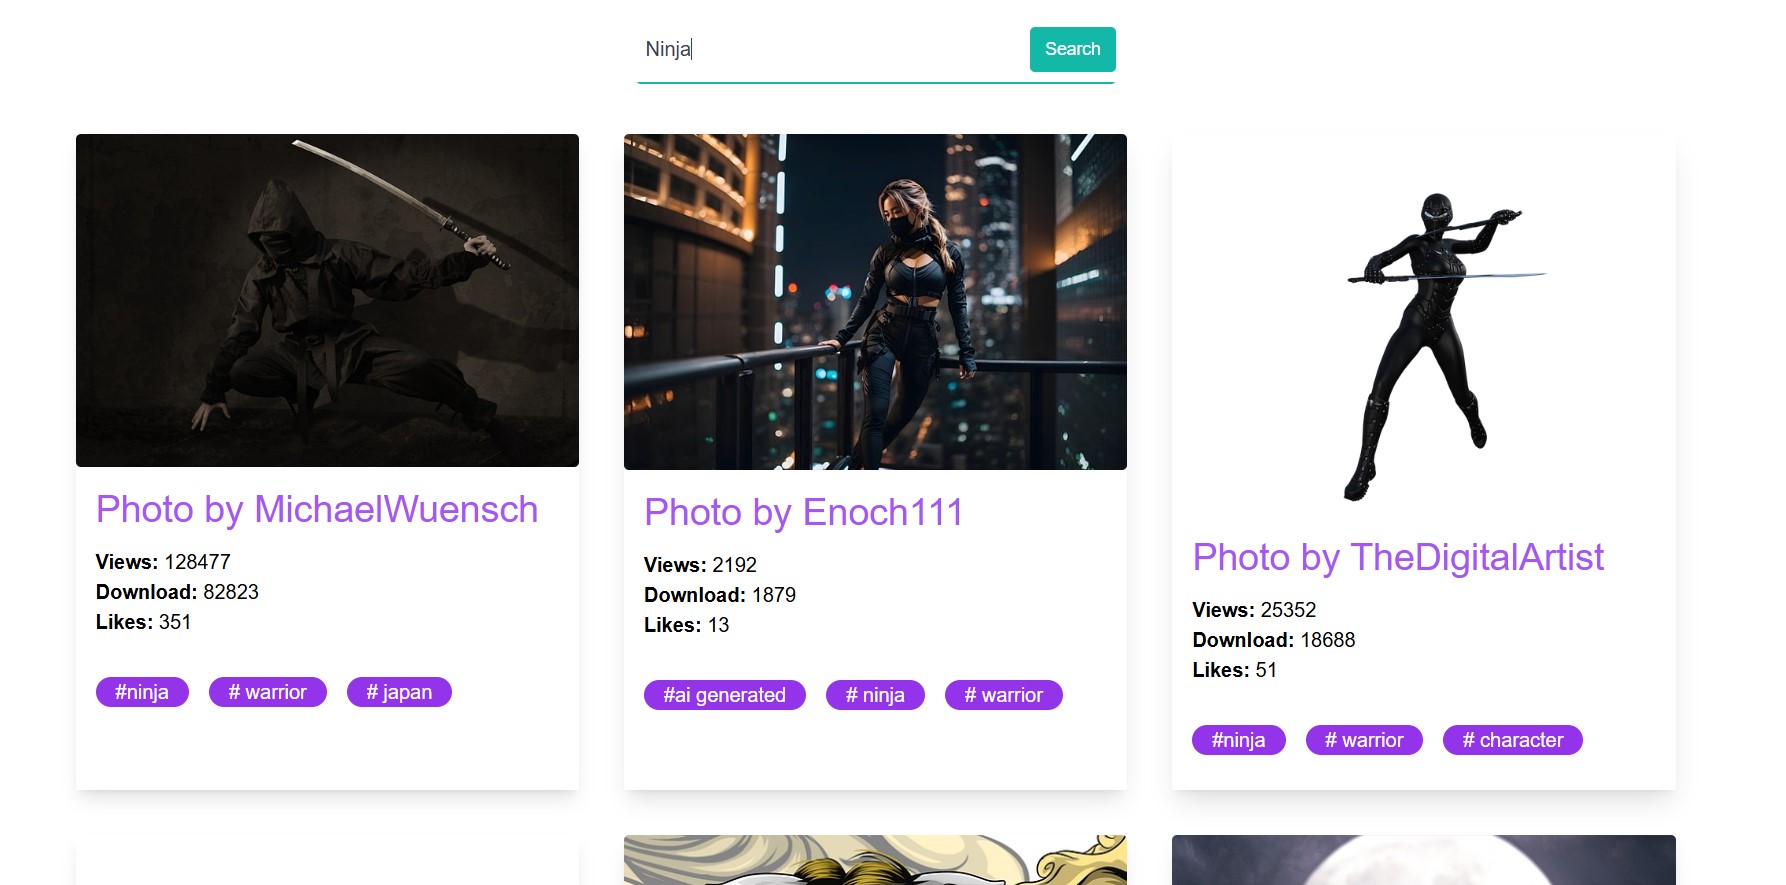 Ninja
Search
Photo by MichaelWuensch
Views: 128477
Download: 82823
Likes: 351
#ninja # warrior # japan
Photo by Enoch111
Views: 2192
Download: 1879
Likes: 13
#ai generated # ninja # warrior
Photo by TheDigitalArtist
Views: 25352
Download: 18688
Likes: 51
#ninja # warrior # character